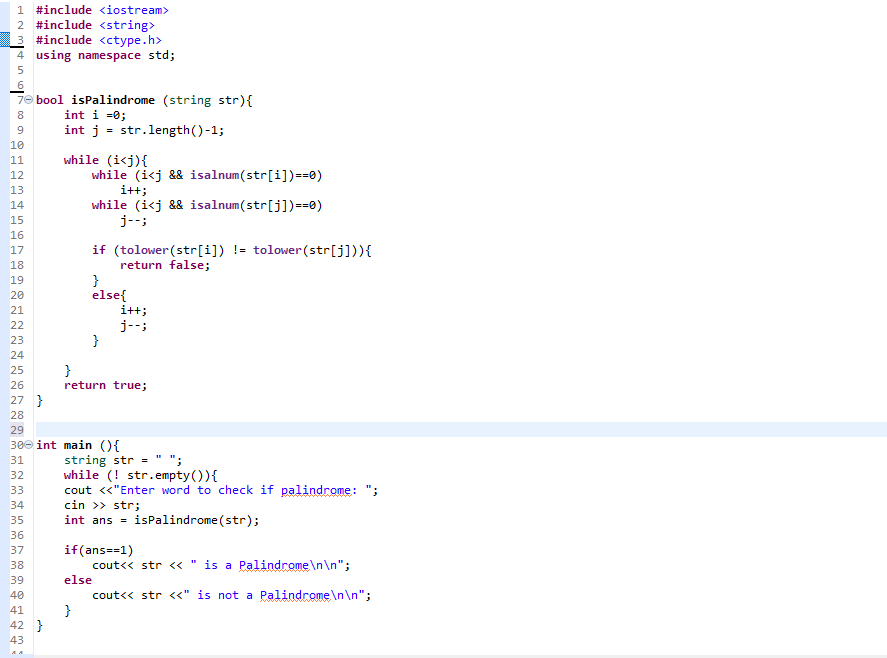 1 #include <iostream>
2 #include <string>
3 #include <ctype.h>
4 using namespace std;
5
6
7 bool isPalindrome (string str){
8     int i =0;
9     int j = str.length()-1;
10
11     while (i<j){
12         while (i<j && isalnum(str[i])==0)
13             i++;
14         while (i<j && isalnum(str[j])==0)
15             j--;
16
17         if (tolower(str[i]) != tolower(str[j])){
18             return false;
19         }
20         else{
21             i++;
22             j--;
23         }
24
25     }
26     return true;
27 }
28
29
30 int main (){
31     string str = " ";
32     while (! str.empty()){
33     cout <<"Enter word to check if palindrome: ";
34     cin >> str;
35     int ans = isPalindrome(str);
36
37     if(ans==1)
38         cout<< str << " is a Palindrome\n\n";
39     else
40         cout<< str <<" is not a Palindrome\n\n";
41     }
42 }
43